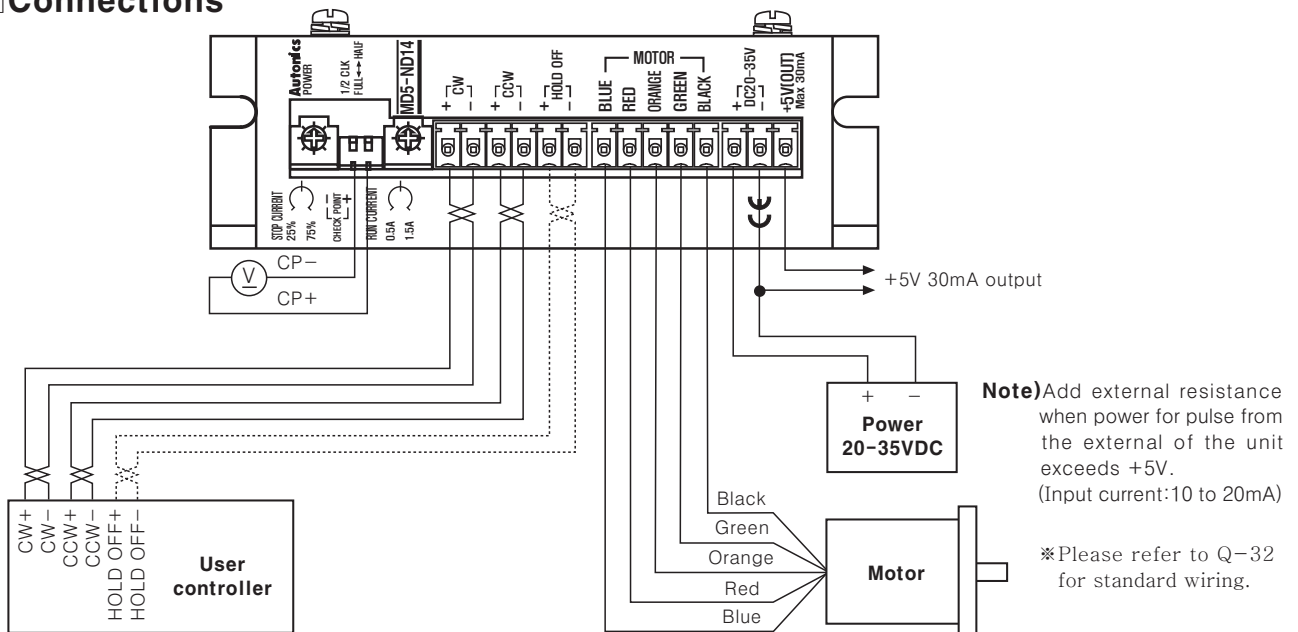 Connections
Autonics
POWER
1/2 CLK
FULL↔HALF
MD5-ND14
+ CW -
+ CCW -
+ HOLD OFF -
MOTOR
BLUE
RED
ORANGE
GREEN
BLACK
+ DC20-35V -
+5V(OUT)
Max 30mA
STOP CURRENT
25%
75%
CHECK POINT
- +
RUN CURRENT
0.5A
1.5A
CE
V
CP-
CP+
+5V 30mA output
+ -
Power
20-35VDC
Note)Add external resistance
when power for pulse from
the external of the unit
exceeds +5V.
(Input current:10 to 20mA)
※Please refer to Q-32
for standard wiring.
CW+
CW-
CCW+
CCW-
HOLD OFF+
HOLD OFF-
User
controller
Black
Green
Orange
Red
Blue
Motor